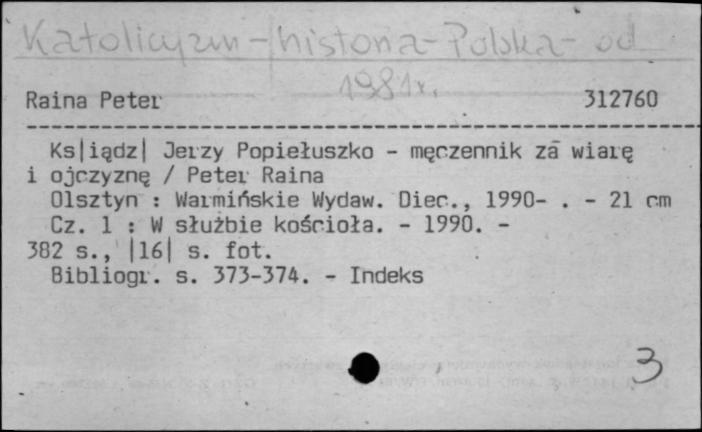 Katolicyzm - historia - Polska - od
1981 r.
Raina Peter 312760
Ks|iądz| Jerzy Popiełuszko - męczennik za wiarę
i ojczyznę / Peter Raina
Olsztyn : Warmińskie Wydaw. Diec., 1990- . - 21 cm
Cz. 1 : W służbie kościoła. - 1990. -
382 s., |16| s. fot.
Bibliogr. s. 373-374. - Indeks
3